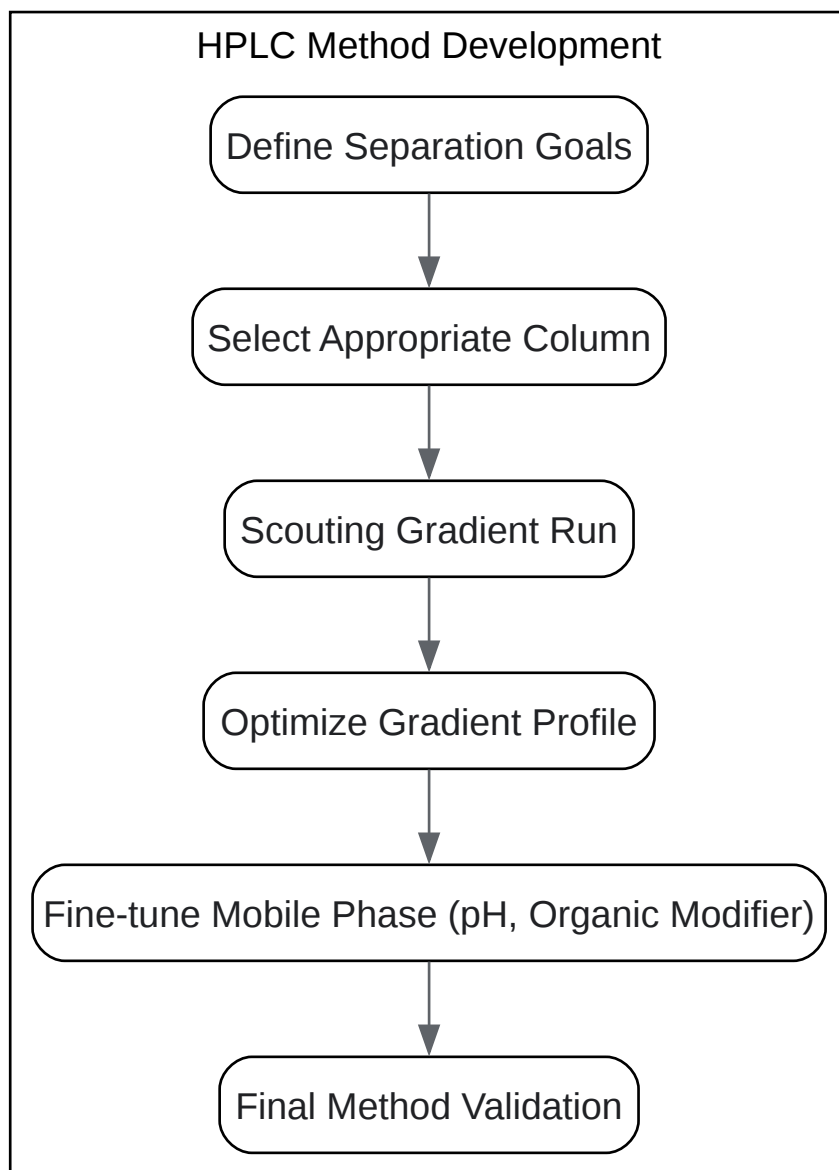 HPLC Method Development
Define Separation Goals
Select Appropriate Column
Scouting Gradient Run
Optimize Gradient Profile
Fine-tune Mobile Phase (pH, Organic Modifier)
Final Method Validation